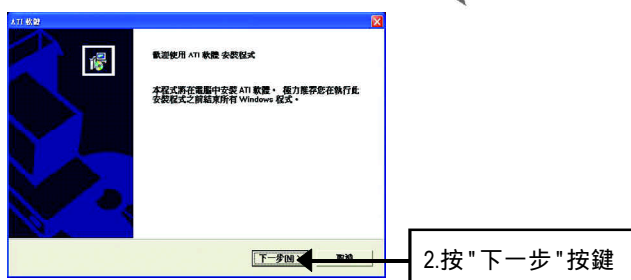 ATI 軟體
歡迎使用 ATI 軟體 安裝程式
本程式將在電腦中安裝 ATI 軟體。 極力推荐您在執行此
安裝程式之前結束所有 Windows 程式。
下一步(N) >
取消
2.按"下一步"按鍵